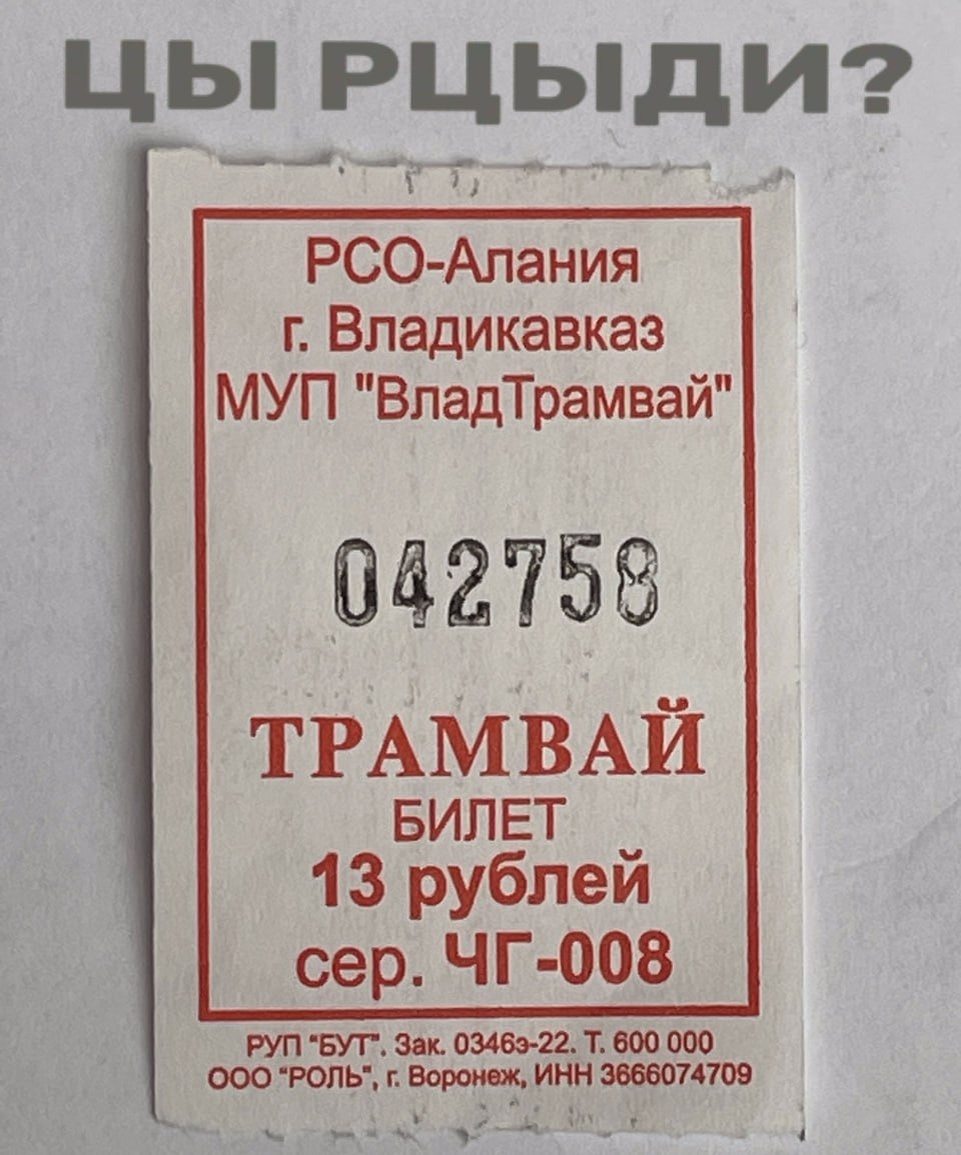 ЦЫ РЦЫДИ?
РСО-Алания
г. Владикавказ
МУП "ВладТрамвай"
042758
ТРАМВАЙ
БИЛЕТ
13 рублей
сер. ЧГ-008
РУП "БУТ". Зак. 0346э-22. Т. 600 000
ООО "РОЛЬ", г. Воронеж, ИНН 3666074709